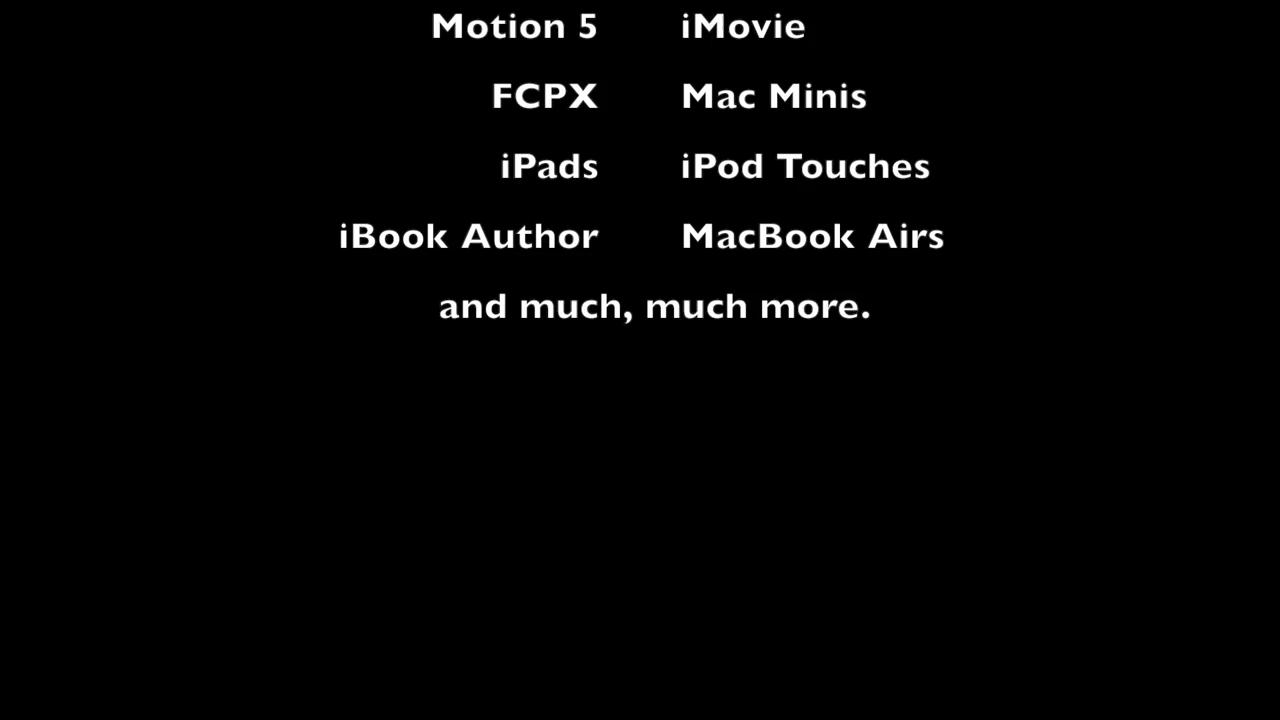 Motion 5 iMovie
FCPX Mac Minis
iPads iPod Touches
iBook Author MacBook Airs
and much, much more.